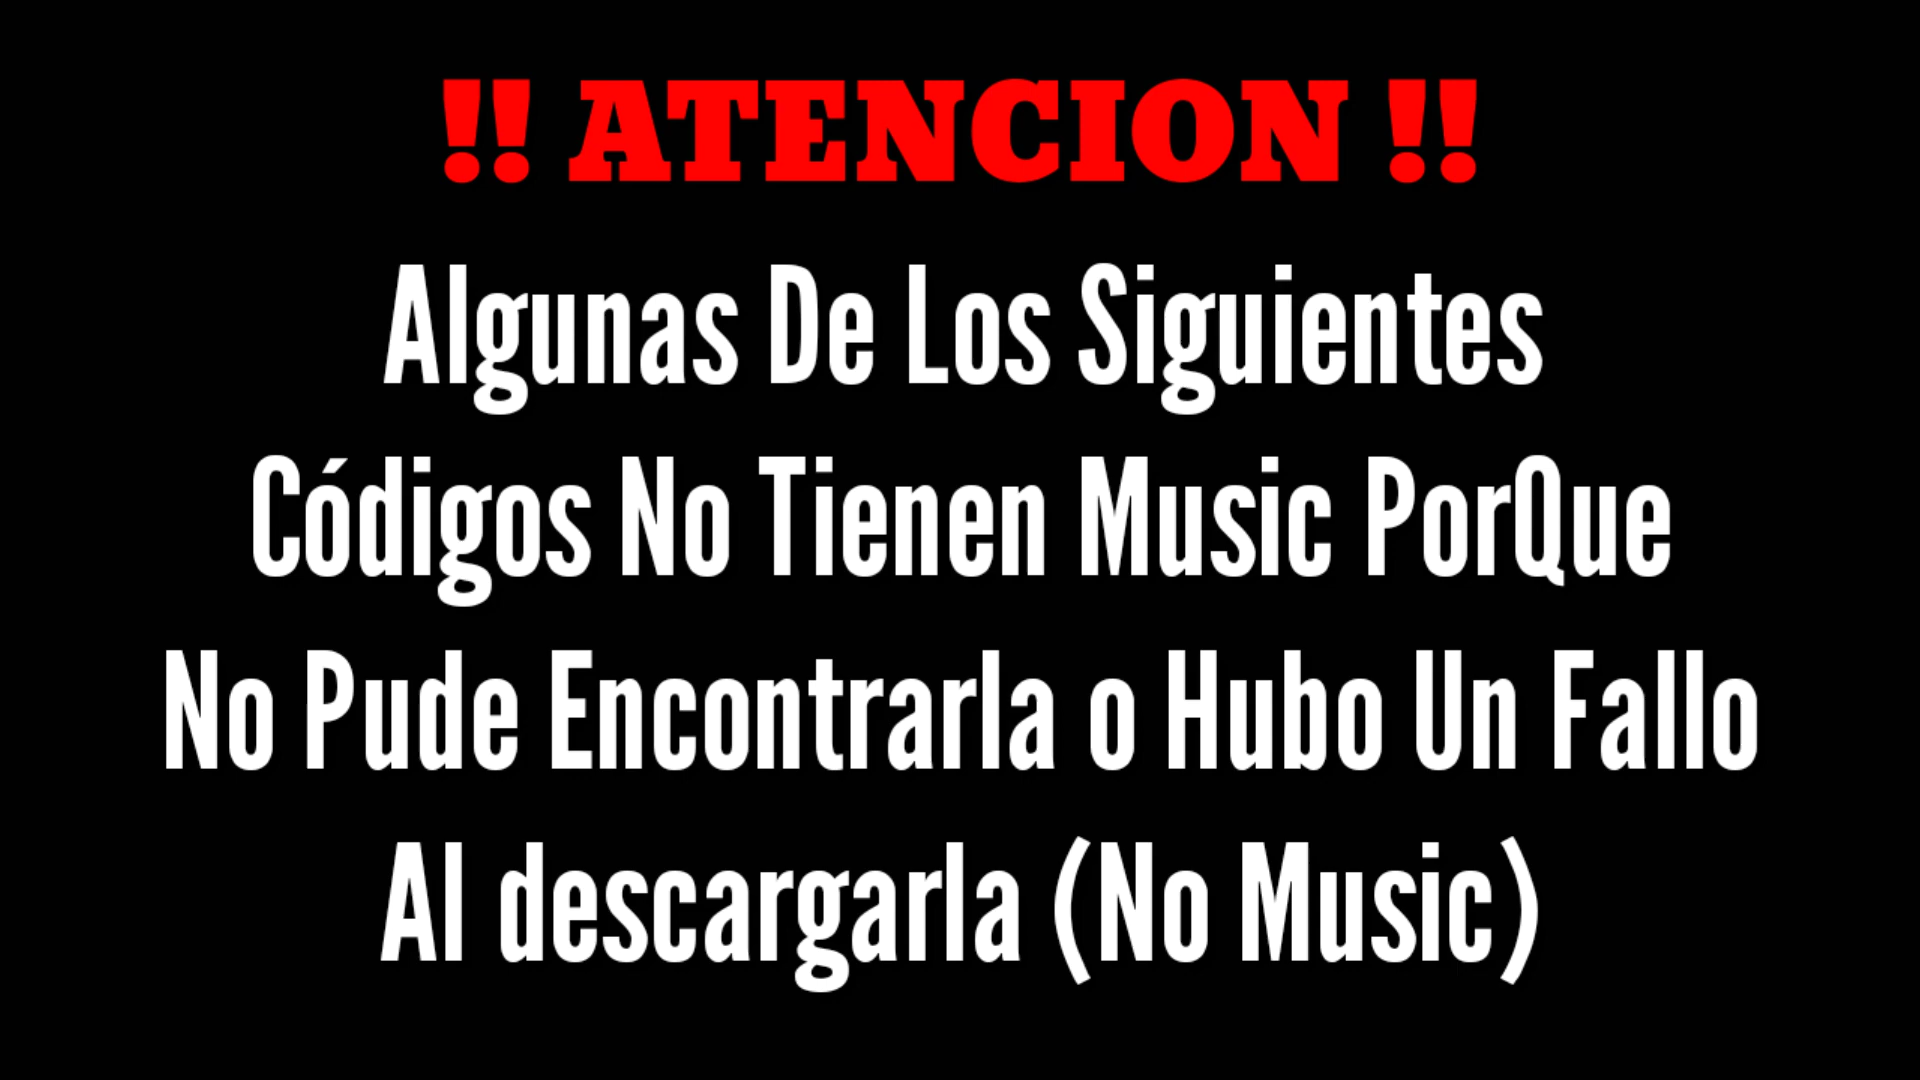 !! ATENCION !!
Algunas De Los Siguientes
Códigos No Tienen Music PorQue
No Pude Encontrarla o Hubo Un Fallo
Al descargarla (No Music)